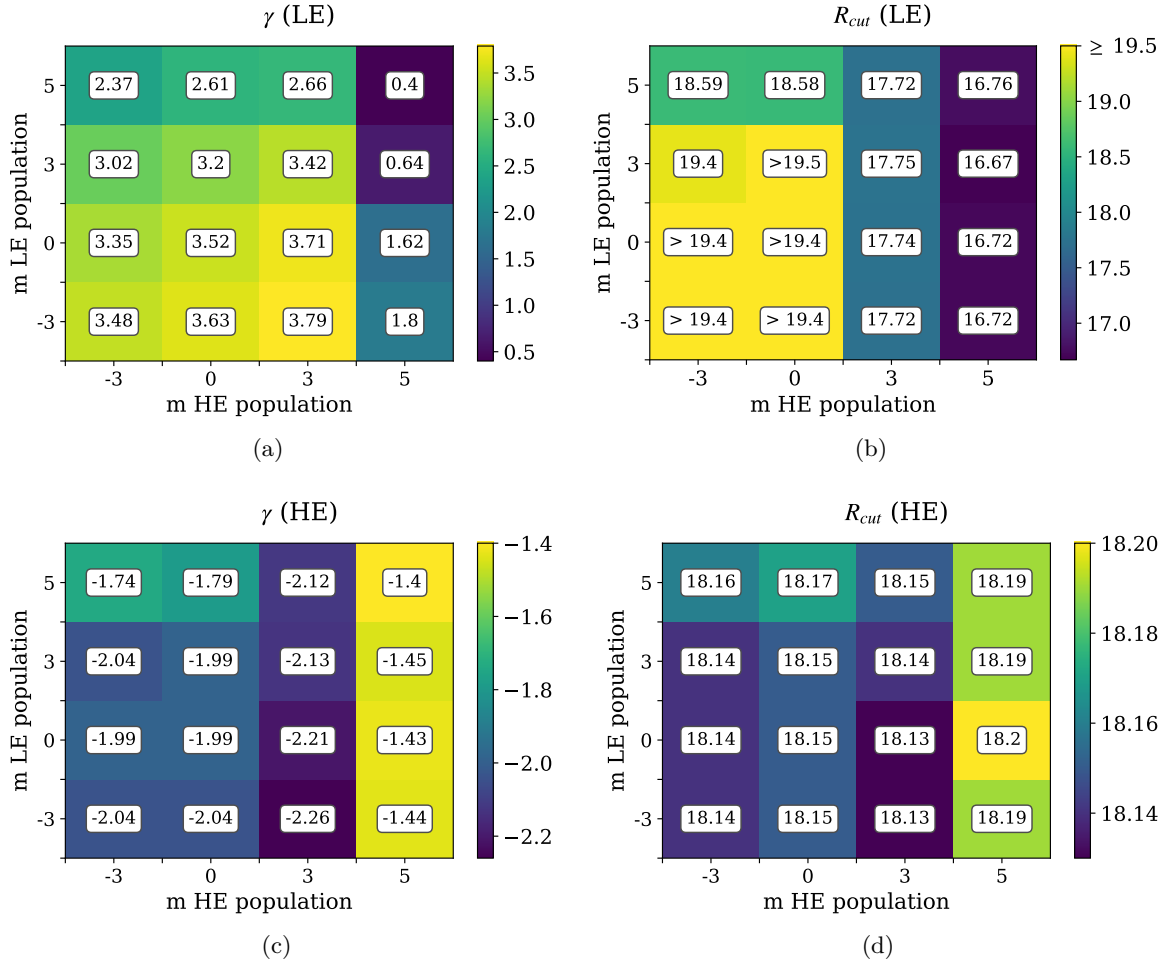 γ (LE)
5
3
0
-3
m LE population
2.37 2.61 2.66 0.4
3.02 3.2 3.42 0.64
3.35 3.52 3.71 1.62
3.48 3.63 3.79 1.8
-3 0 3 5
m HE population
3.5
3.0
2.5
2.0
1.5
1.0
0.5
(a)
R_cut (LE)
5
3
0
-3
m LE population
18.59 18.58 17.72 16.76
19.4 >19.5 17.75 16.67
> 19.4 >19.4 17.74 16.72
> 19.4 > 19.4 17.72 16.72
-3 0 3 5
m HE population
≥ 19.5
19.0
18.5
18.0
17.5
17.0
(b)
γ (HE)
5
3
0
-3
m LE population
-1.74 -1.79 -2.12 -1.4
-2.04 -1.99 -2.13 -1.45
-1.99 -1.99 -2.21 -1.43
-2.04 -2.04 -2.26 -1.44
-3 0 3 5
m HE population
−1.4
−1.6
−1.8
−2.0
−2.2
(c)
R_cut (HE)
5
3
0
-3
m LE population
18.16 18.17 18.15 18.19
18.14 18.15 18.14 18.19
18.14 18.15 18.13 18.2
18.14 18.15 18.13 18.19
-3 0 3 5
m HE population
18.20
18.18
18.16
18.14
(d)